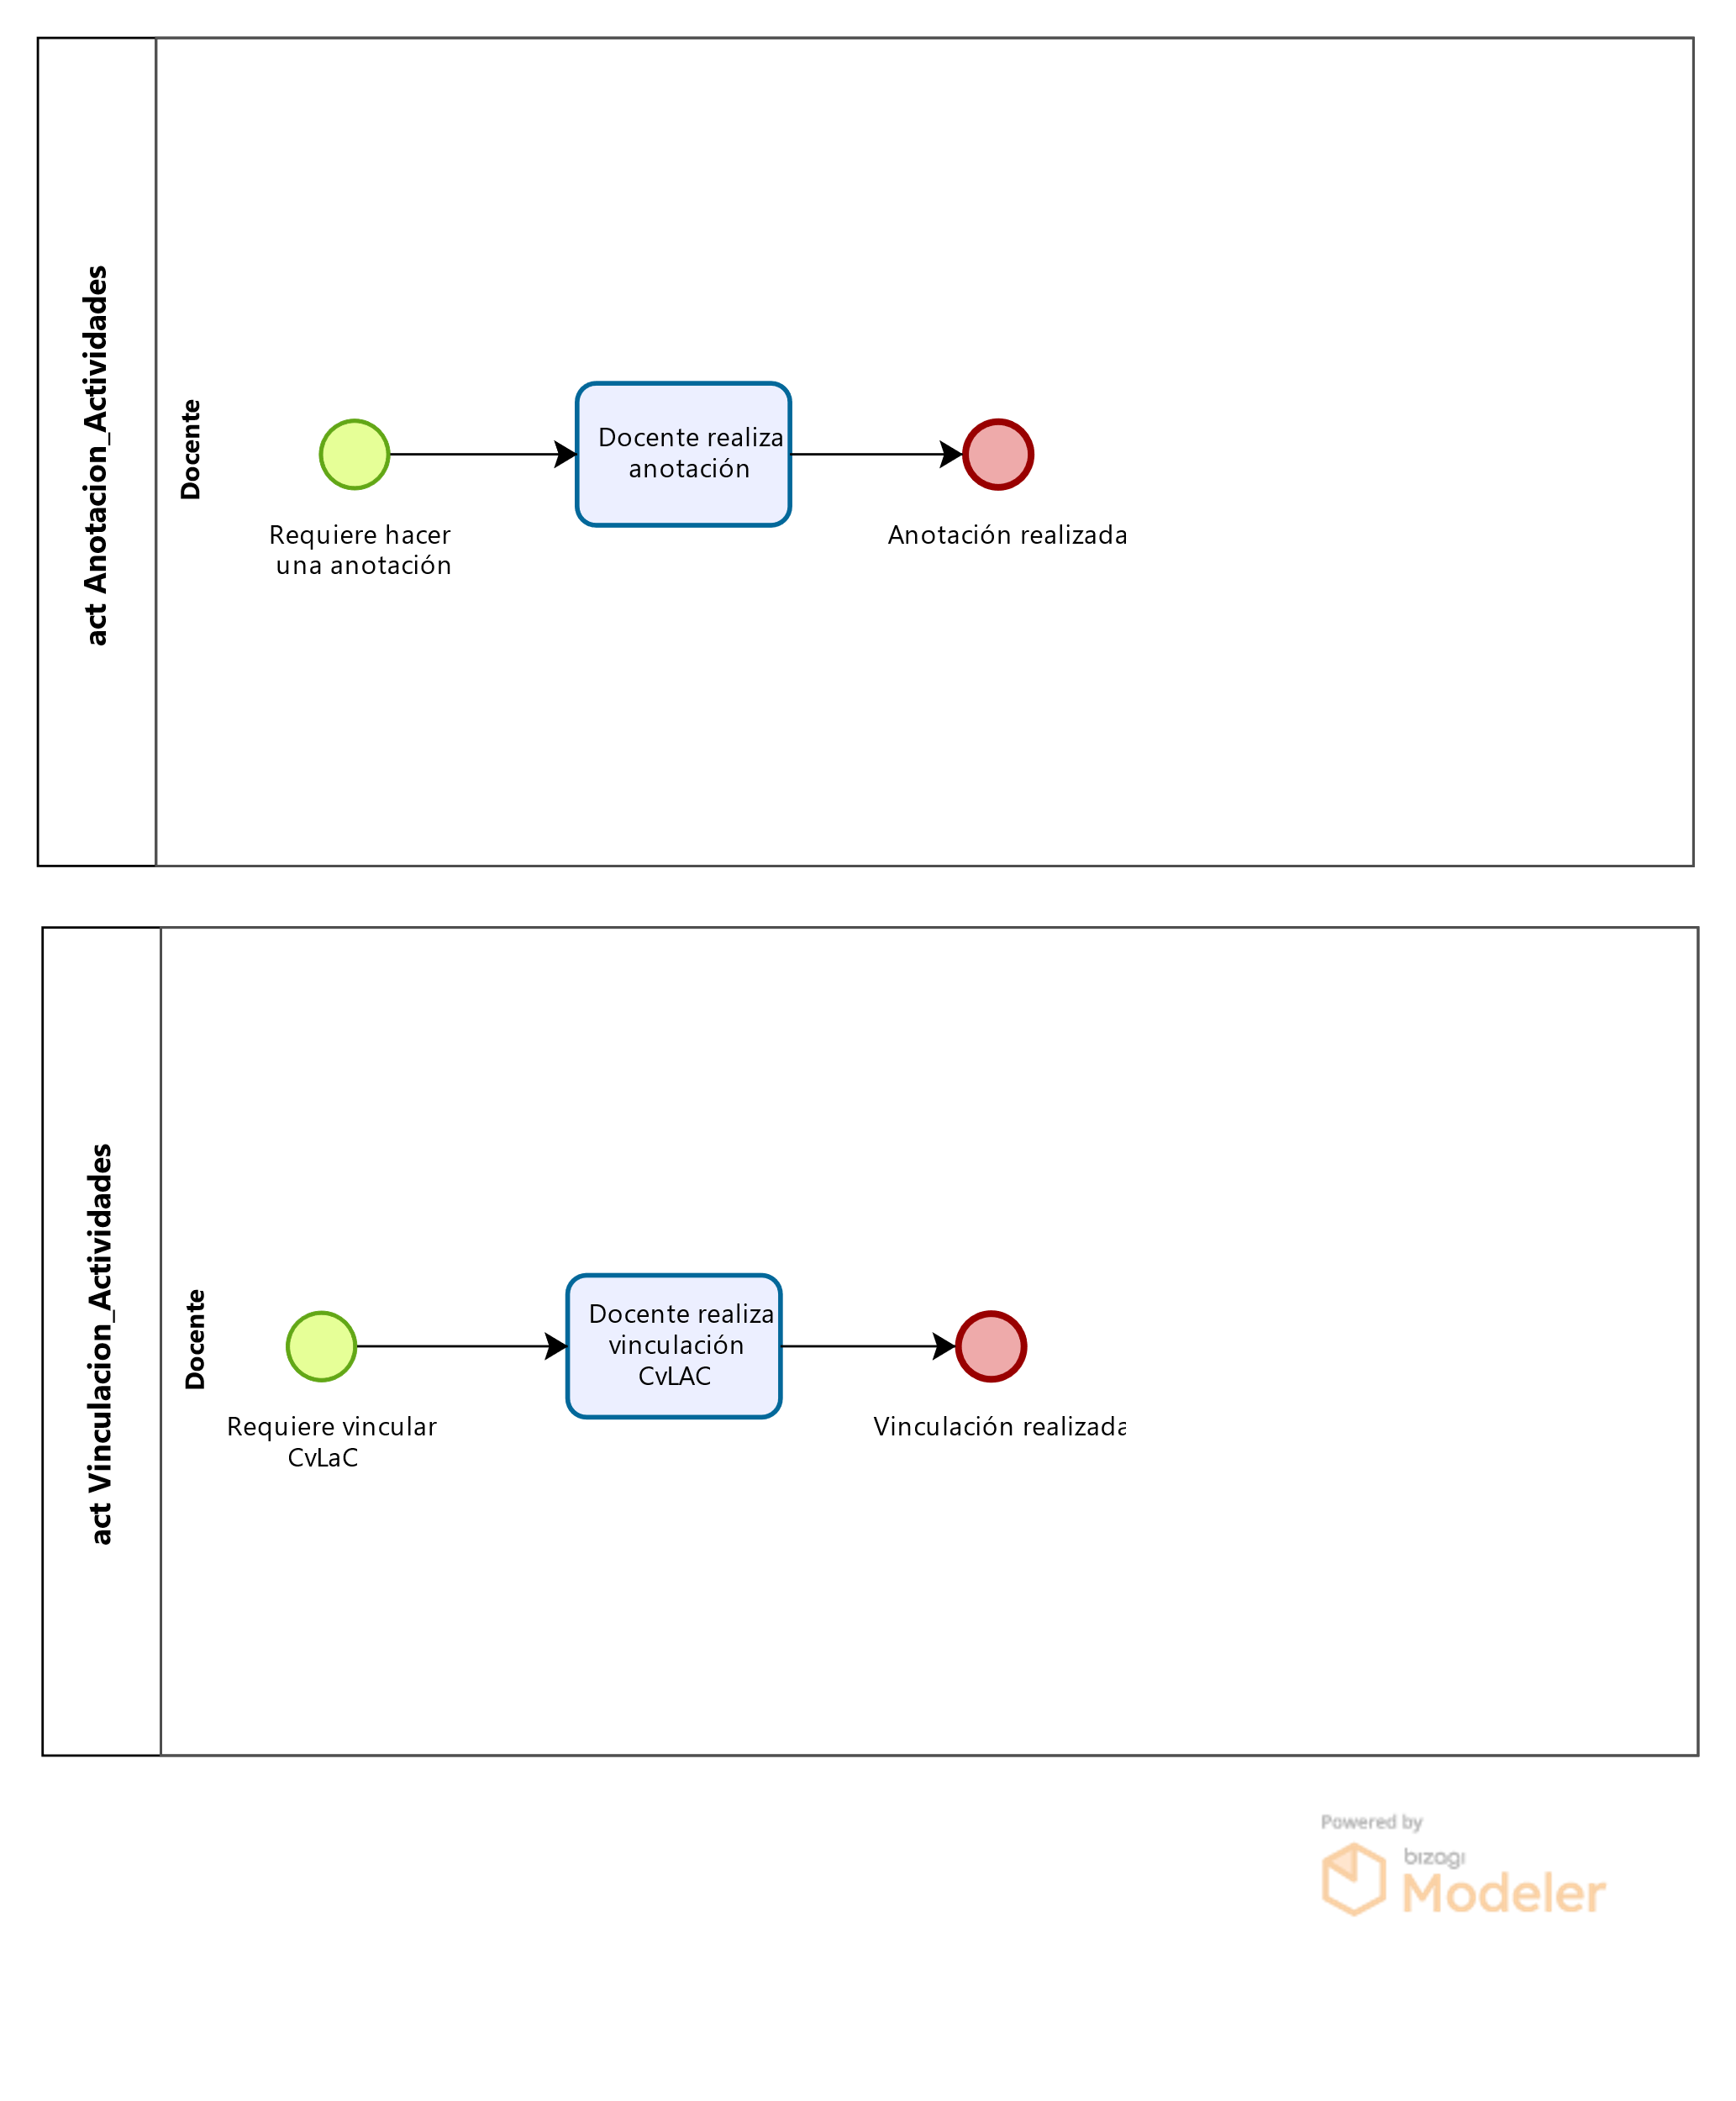 act Anotacion_Actividades
Docente
Requiere hacer
una anotación
Docente realiza
anotación
Anotación realizada
act Vinculacion_Actividades
Docente
Requiere vincular
CvLaC
Docente realiza
vinculación
CvLAC
Vinculación realizada
Powered by
bizagi
Modeler